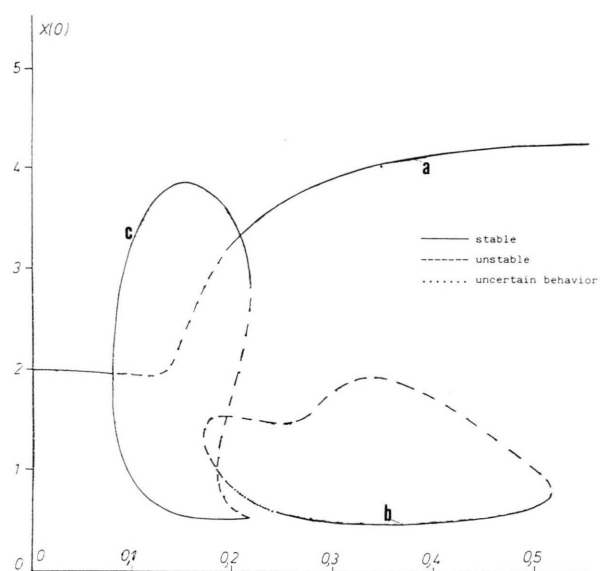 X(0)
5
4
a
c
stable
3
unstable
uncertain behavior
2
1
b
0
0 0,1 0,2 0,3 0,4 0,5